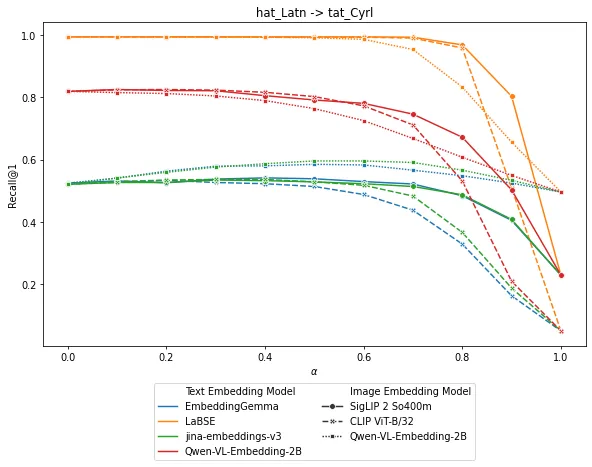 hat_Latn -> tat_Cyrl
Recall@1
1.0
0.8
0.6
0.4
0.2
0.0 0.2 0.4 0.6 0.8 1.0
α
Text Embedding Model
EmbeddingGemma
LaBSE
jina-embeddings-v3
Qwen-VL-Embedding-2B
Image Embedding Model
SigLIP 2 So400m
CLIP ViT-B/32
Qwen-VL-Embedding-2B